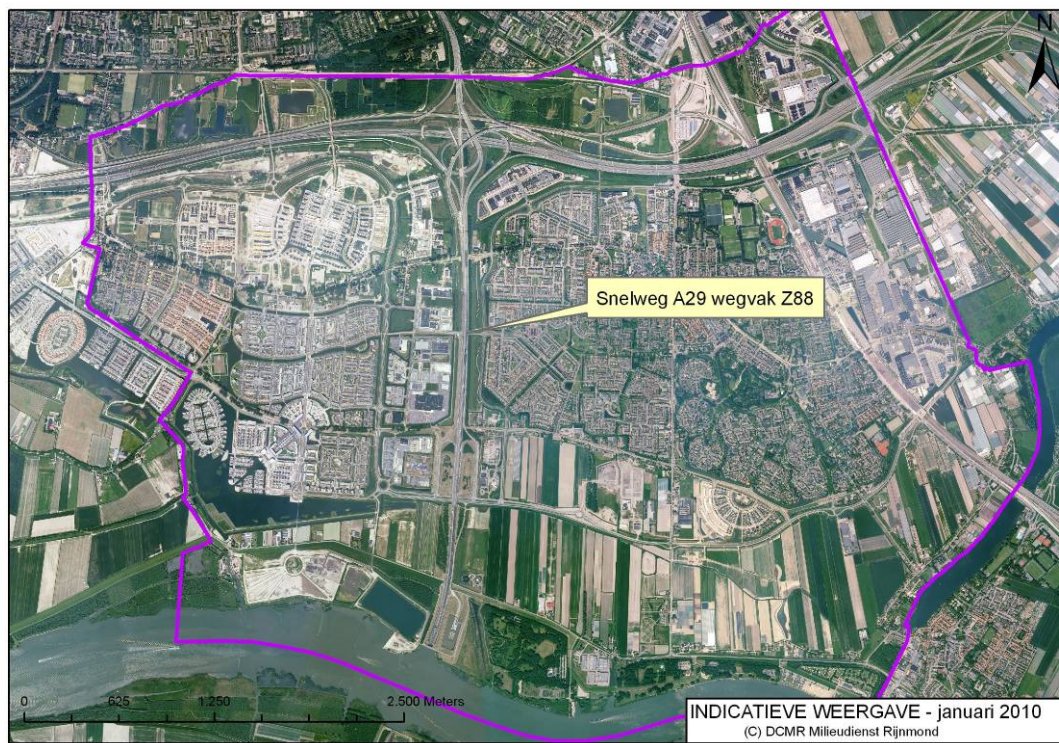 N
Snelweg A29 wegvak Z88
0 625 1.250 2.500 Meters
INDICATIEVE WEERGAVE - januari 2010
(C) DCMR Milieudienst Rijnmond